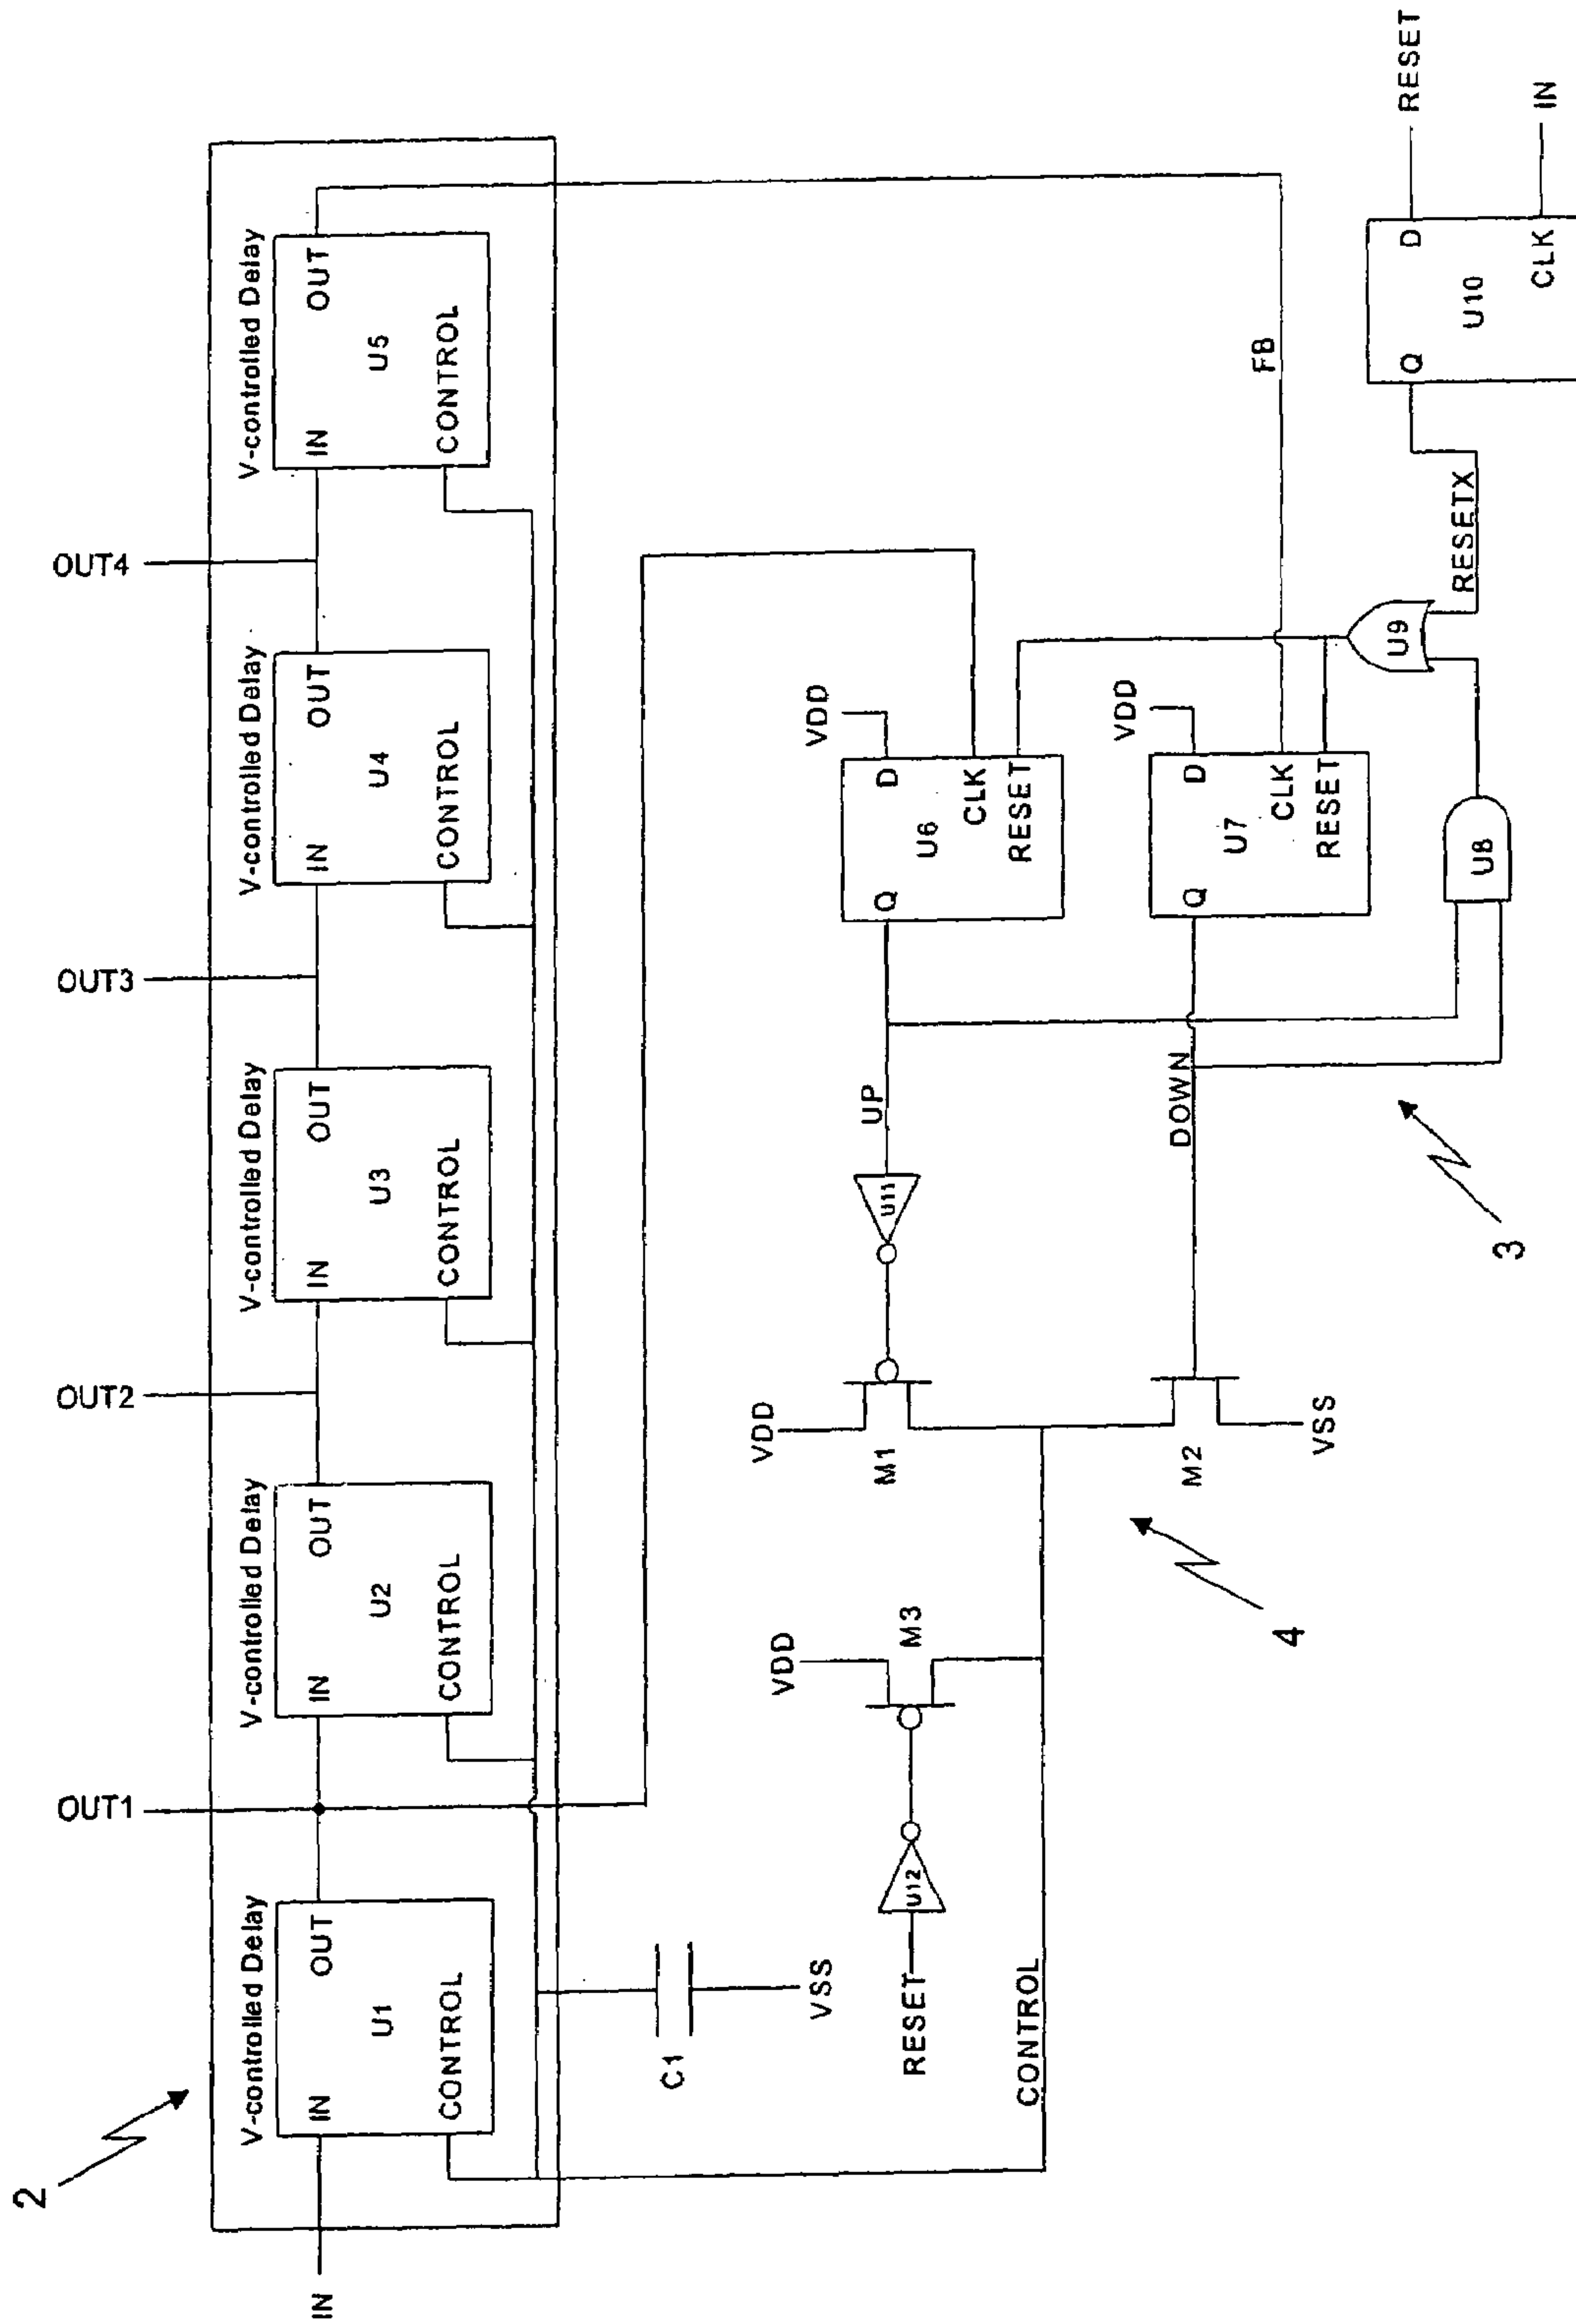 2
OUT1
OUT2
OUT3
OUT4
V-controlled Delay
V-controlled Delay
V-controlled Delay
V-controlled Delay
V-controlled Delay
IN
IN
OUT
U1
CONTROL
IN
OUT
U2
CONTROL
IN
OUT
U3
CONTROL
IN
OUT
U4
CONTROL
IN
OUT
U5
CONTROL
C1
VSS
RESET
U12
VDD
M3
CONTROL
4
VDD
M1
M2
VSS
U11
UP
DOWN
3
VDD
Q
D
U6
CLK
RESET
VDD
Q
D
U7
CLK
RESET
U8
U9
FB
RESETX
Q
D
U10
CLK
RESET
IN